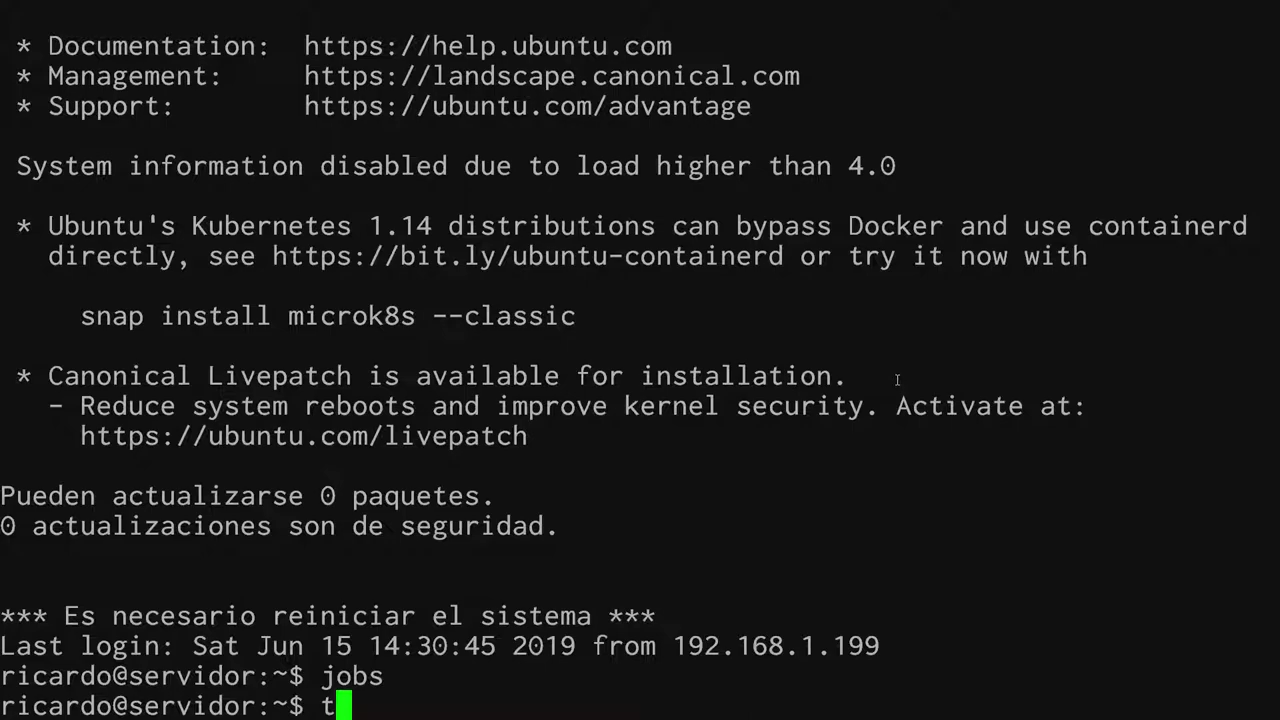 * Documentation:  https://help.ubuntu.com
* Management:     https://landscape.canonical.com
* Support:        https://ubuntu.com/advantage
System information disabled due to load higher than 4.0
* Ubuntu's Kubernetes 1.14 distributions can bypass Docker and use containerd
directly, see https://bit.ly/ubuntu-containerd or try it now with
snap install microk8s --classic
* Canonical Livepatch is available for installation.
- Reduce system reboots and improve kernel security. Activate at:
https://ubuntu.com/livepatch
Pueden actualizarse 0 paquetes.
0 actualizaciones son de seguridad.
*** Es necesario reiniciar el sistema ***
Last login: Sat Jun 15 14:30:45 2019 from 192.168.1.199
ricardo@servidor:~$ jobs
ricardo@servidor:~$ t